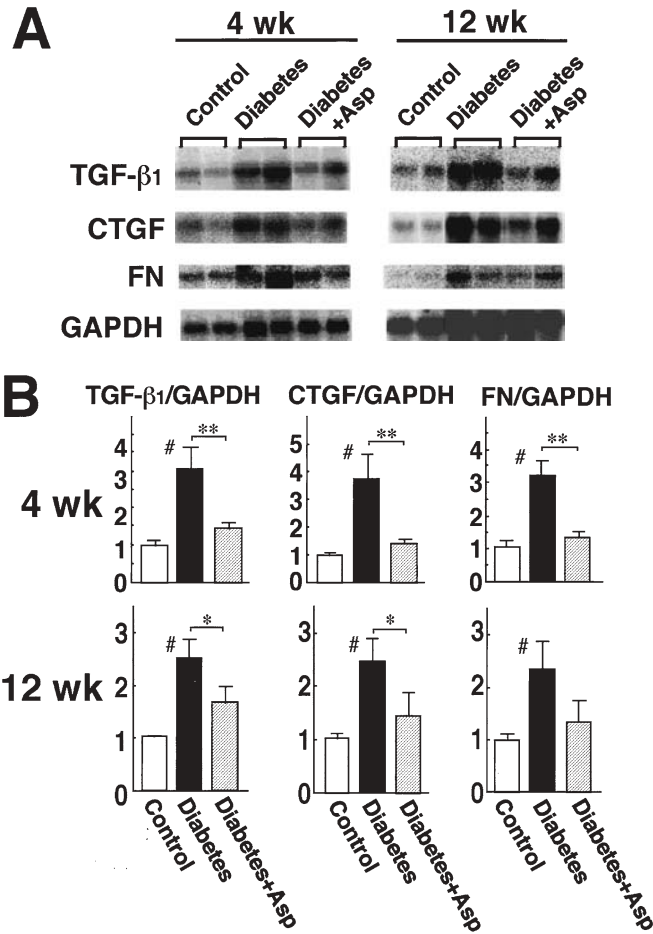 A
4 wk 12 wk
Control Diabetes Diabetes +Asp Control Diabetes Diabetes +Asp
TGF-β1
CTGF
FN
GAPDH
B
TGF-β1/GAPDH CTGF/GAPDH FN/GAPDH
4 wk
4 3 2 1 0
# **
5 4 3 2 1 0
# **
4 3 2 1 0
# **
12 wk
3 2 1 0
# *
3 2 1 0
# *
3 2 1 0
#
Control Diabetes Diabetes+Asp Control Diabetes Diabetes+Asp Control Diabetes Diabetes+Asp